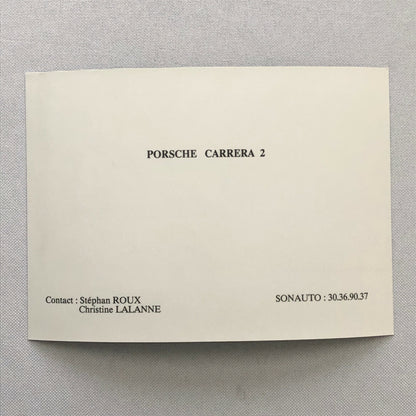 PORSCHE CARRERA 2
Contact : Stéphan ROUX SONAUTO : 30.36.90.37
Christine LALANNE